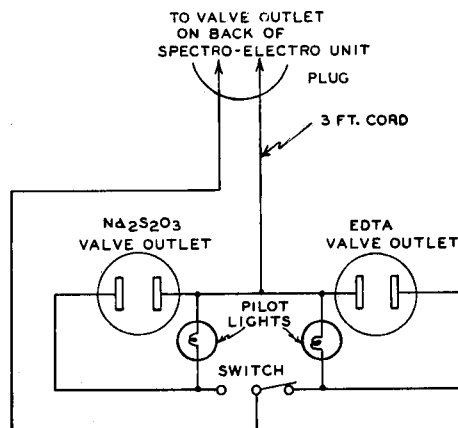 TO VALVE OUTLET
ON BACK OF
SPECTRO-ELECTRO UNIT
PLUG
3 FT. CORD
Na2S2O3
VALVE OUTLET
EDTA
VALVE OUTLET
PILOT
LIGHTS
SWITCH